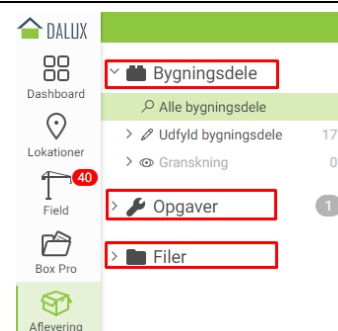 DALUX
Dashboard
Lokationer
40
Field
Box Pro
Aflevering
Bygningsdele
Alle bygningsdele
Udfyld bygningsdele 17
Granskning 0
Opgaver 1
Filer